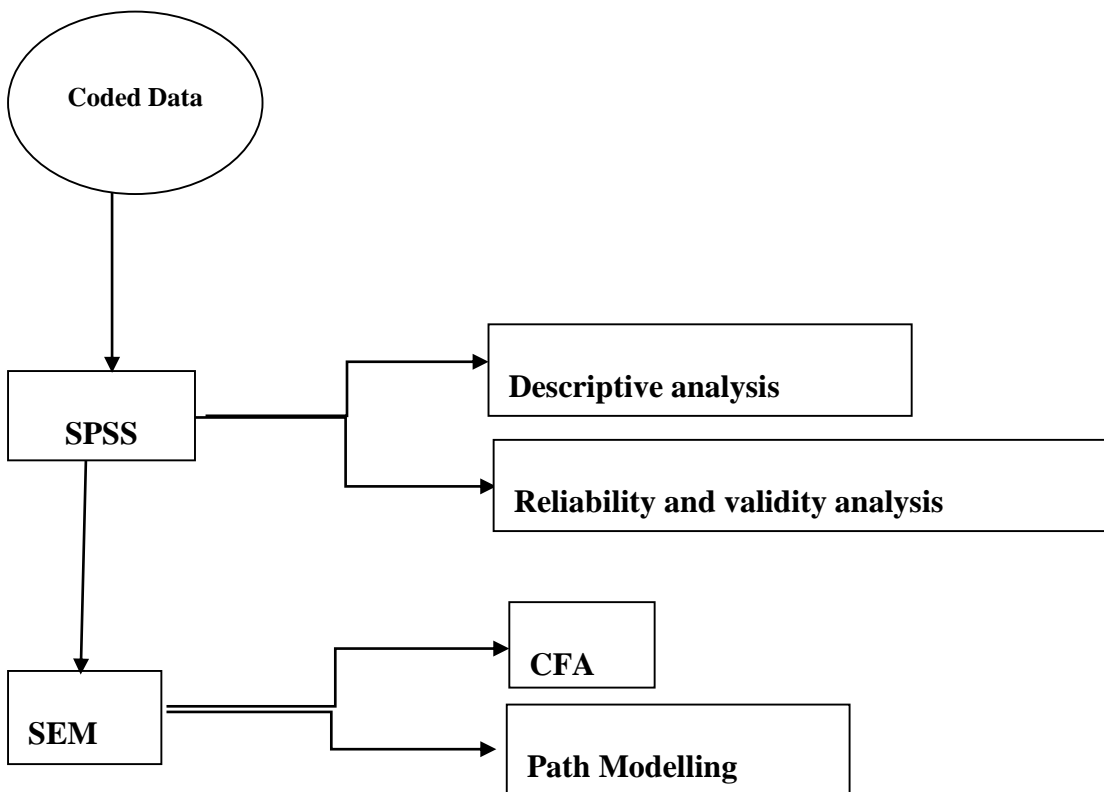 Coded Data
Descriptive analysis
SPSS
Reliability and validity analysis
CFA
SEM
Path Modelling